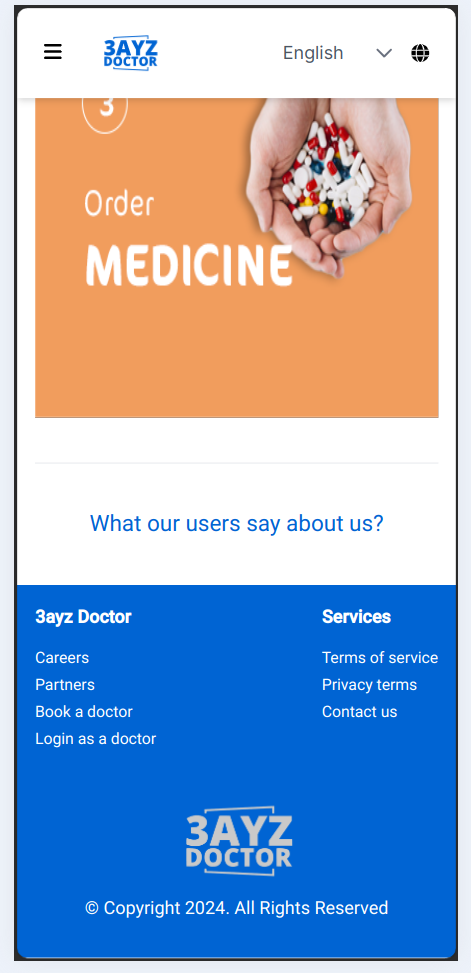 3AYZ
DOCTOR
English
3
Order
MEDICINE
What our users say about us?
3ayz Doctor
Careers
Partners
Book a doctor
Login as a doctor
Services
Terms of service
Privacy terms
Contact us
3AYZ
DOCTOR
© Copyright 2024. All Rights Reserved